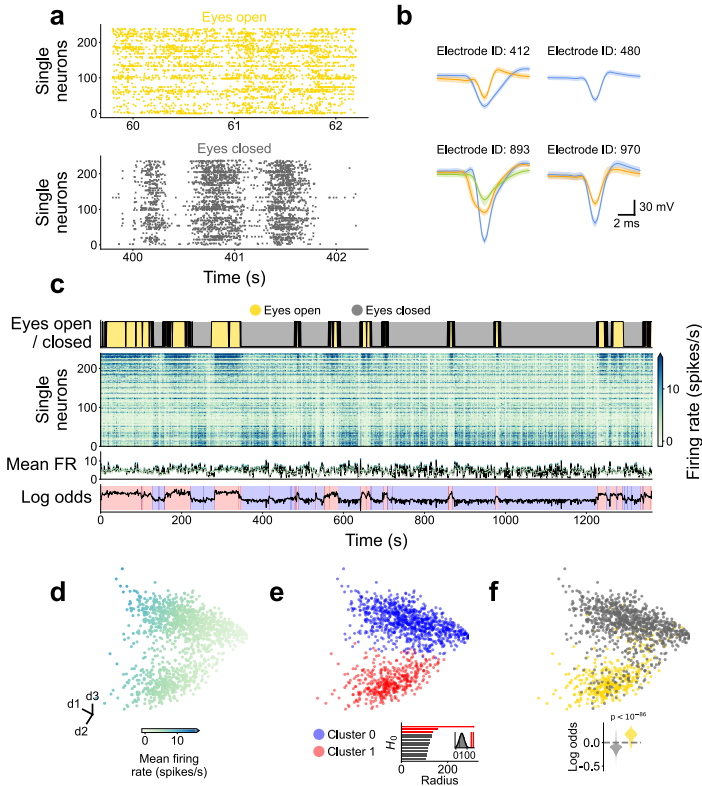 a
Eyes open
Single
neurons
200
100
0
60
61
62
Eyes closed
Single
neurons
200
100
0
400
401
402
Time (s)
b
Electrode ID: 412
Electrode ID: 480
Electrode ID: 893
Electrode ID: 970
30 mV
2 ms
c
Eyes open
Eyes closed
Eyes open
/ closed
Single
neurons
200
100
0
10
0
Firing rate (spikes/s)
Mean FR
10
0
Log odds
0
200
400
600
800
1000
1200
Time (s)
d
d3
d1
d2
0
10
Mean firing
rate (spikes/s)
e
Cluster 0
Cluster 1
H0
0100
0
200
Radius
f
p < 10−86
Log odds
0.0
−0.5